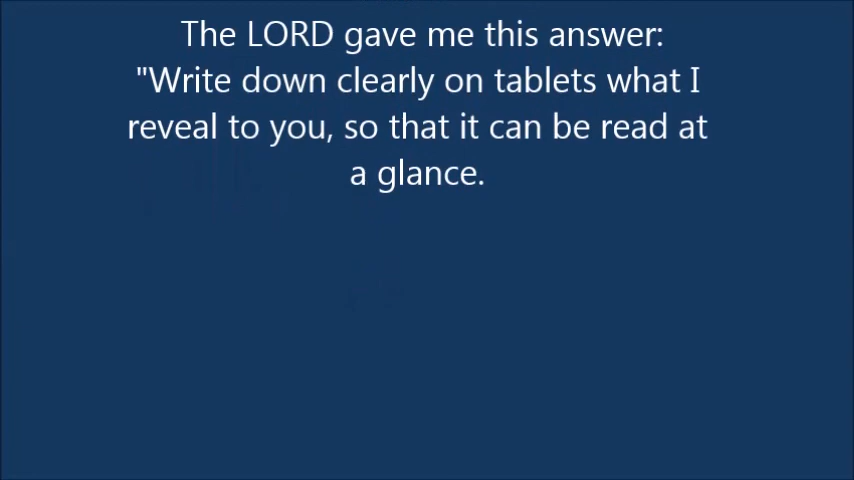 The LORD gave me this answer:
"Write down clearly on tablets what I
reveal to you, so that it can be read at
a glance.